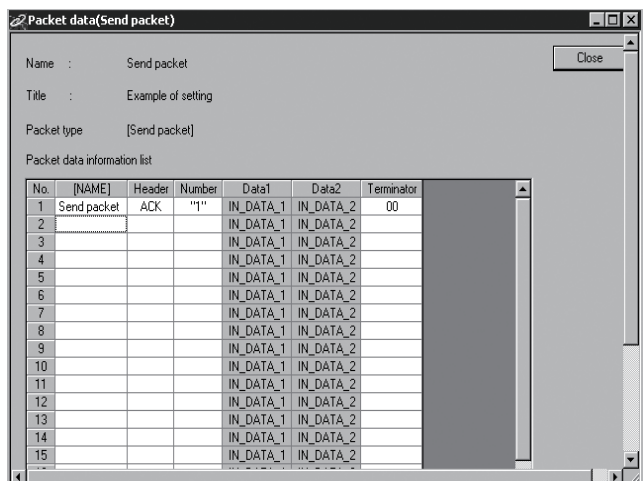 Packet data(Send packet)
Close
Name : Send packet
Title : Example of setting
Packet type [Send packet]
Packet data information list
No. [NAME] Header Number Data1 Data2 Terminator
1 Send packet ACK "1" IN_DATA_1 IN_DATA_2 00
2 IN_DATA_1 IN_DATA_2
3 IN_DATA_1 IN_DATA_2
4 IN_DATA_1 IN_DATA_2
5 IN_DATA_1 IN_DATA_2
6 IN_DATA_1 IN_DATA_2
7 IN_DATA_1 IN_DATA_2
8 IN_DATA_1 IN_DATA_2
9 IN_DATA_1 IN_DATA_2
10 IN_DATA_1 IN_DATA_2
11 IN_DATA_1 IN_DATA_2
12 IN_DATA_1 IN_DATA_2
13 IN_DATA_1 IN_DATA_2
14 IN_DATA_1 IN_DATA_2
15 IN_DATA_1 IN_DATA_2